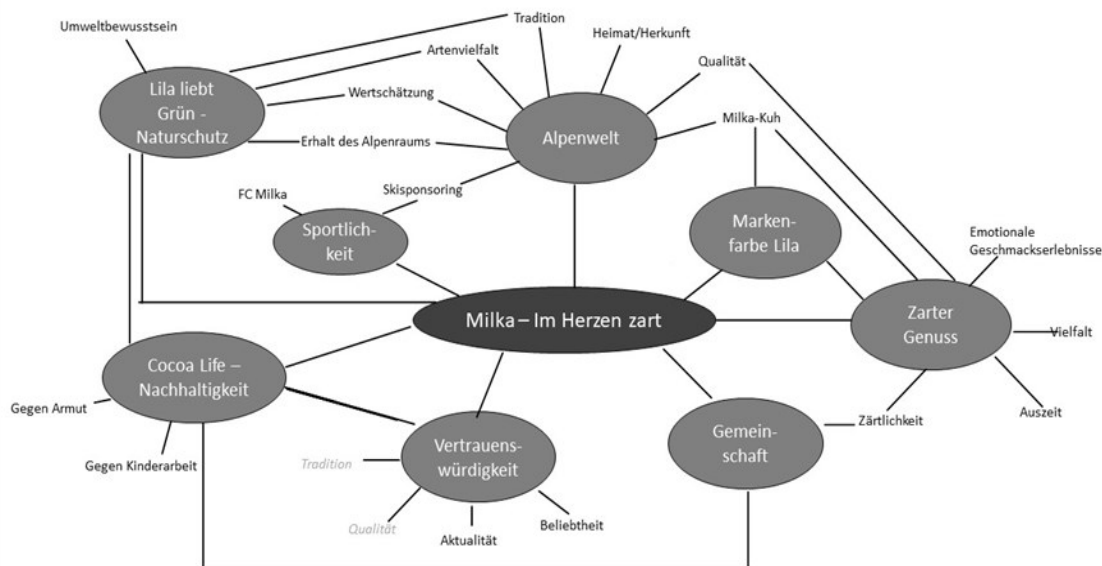 Tradition
Umweltbewusstsein
Heimat/Herkunft
Artenvielfalt
Qualität
Lila liebt
Grün -
Naturschutz
Wertschätzung
Alpenwelt
Milka-Kuh
Erhalt des Alpenraums
FC Milka
Skisponsoring
Sportlich-
keit
Marken-
farbe Lila
Emotionale
Geschmackserlebnisse
Milka – Im Herzen zart
Zarter
Genuss
Vielfalt
Cocoa Life –
Nachhaltigkeit
Gegen Armut
Auszeit
Zärtlichkeit
Gemein-
schaft
Vertrauens-
würdigkeit
Gegen Kinderarbeit
Tradition
Qualität
Aktualität
Beliebtheit